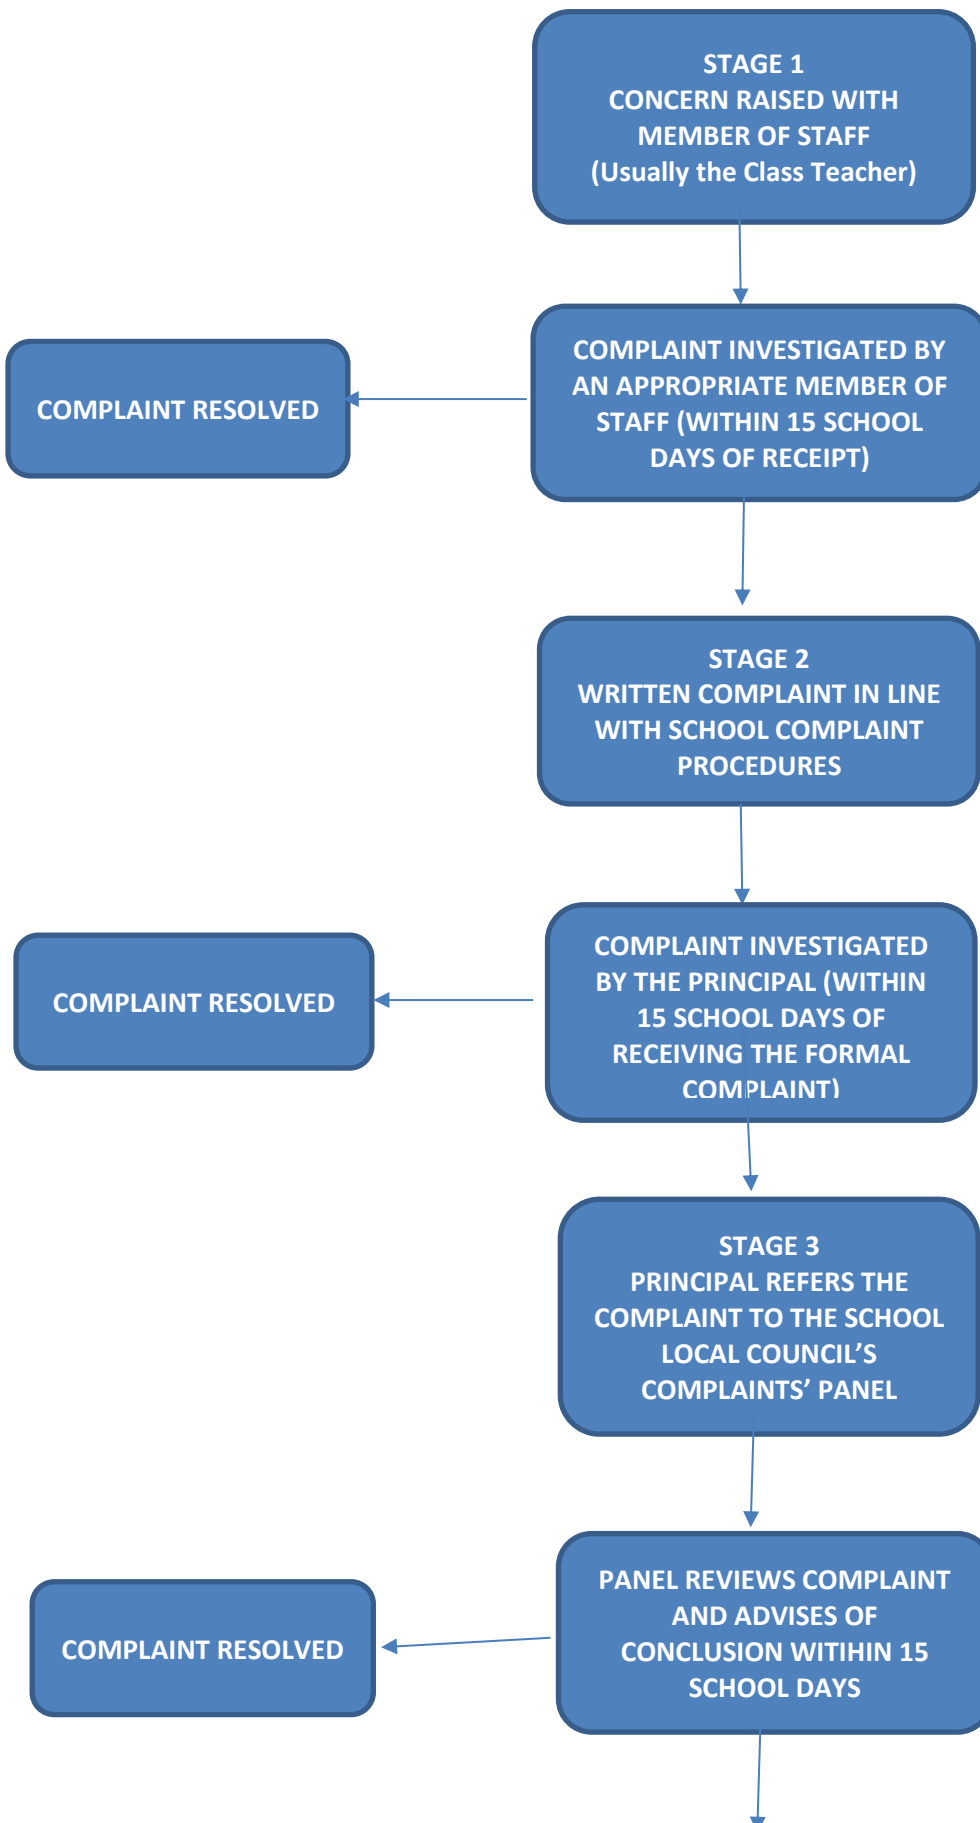 STAGE 1
CONCERN RAISED WITH
MEMBER OF STAFF
(Usually the Class Teacher)
COMPLAINT INVESTIGATED BY
AN APPROPRIATE MEMBER OF
STAFF (WITHIN 15 SCHOOL
DAYS OF RECEIPT)
COMPLAINT RESOLVED
STAGE 2
WRITTEN COMPLAINT IN LINE
WITH SCHOOL COMPLAINT
PROCEDURES
COMPLAINT INVESTIGATED
BY THE PRINCIPAL (WITHIN
15 SCHOOL DAYS OF
RECEIVING THE FORMAL
COMPLAINT)
COMPLAINT RESOLVED
STAGE 3
PRINCIPAL REFERS THE
COMPLAINT TO THE SCHOOL
LOCAL COUNCIL’S
COMPLAINTS’ PANEL
PANEL REVIEWS COMPLAINT
AND ADVISES OF
CONCLUSION WITIHIN 15
SCHOOL DAYS
COMPLAINT RESOLVED